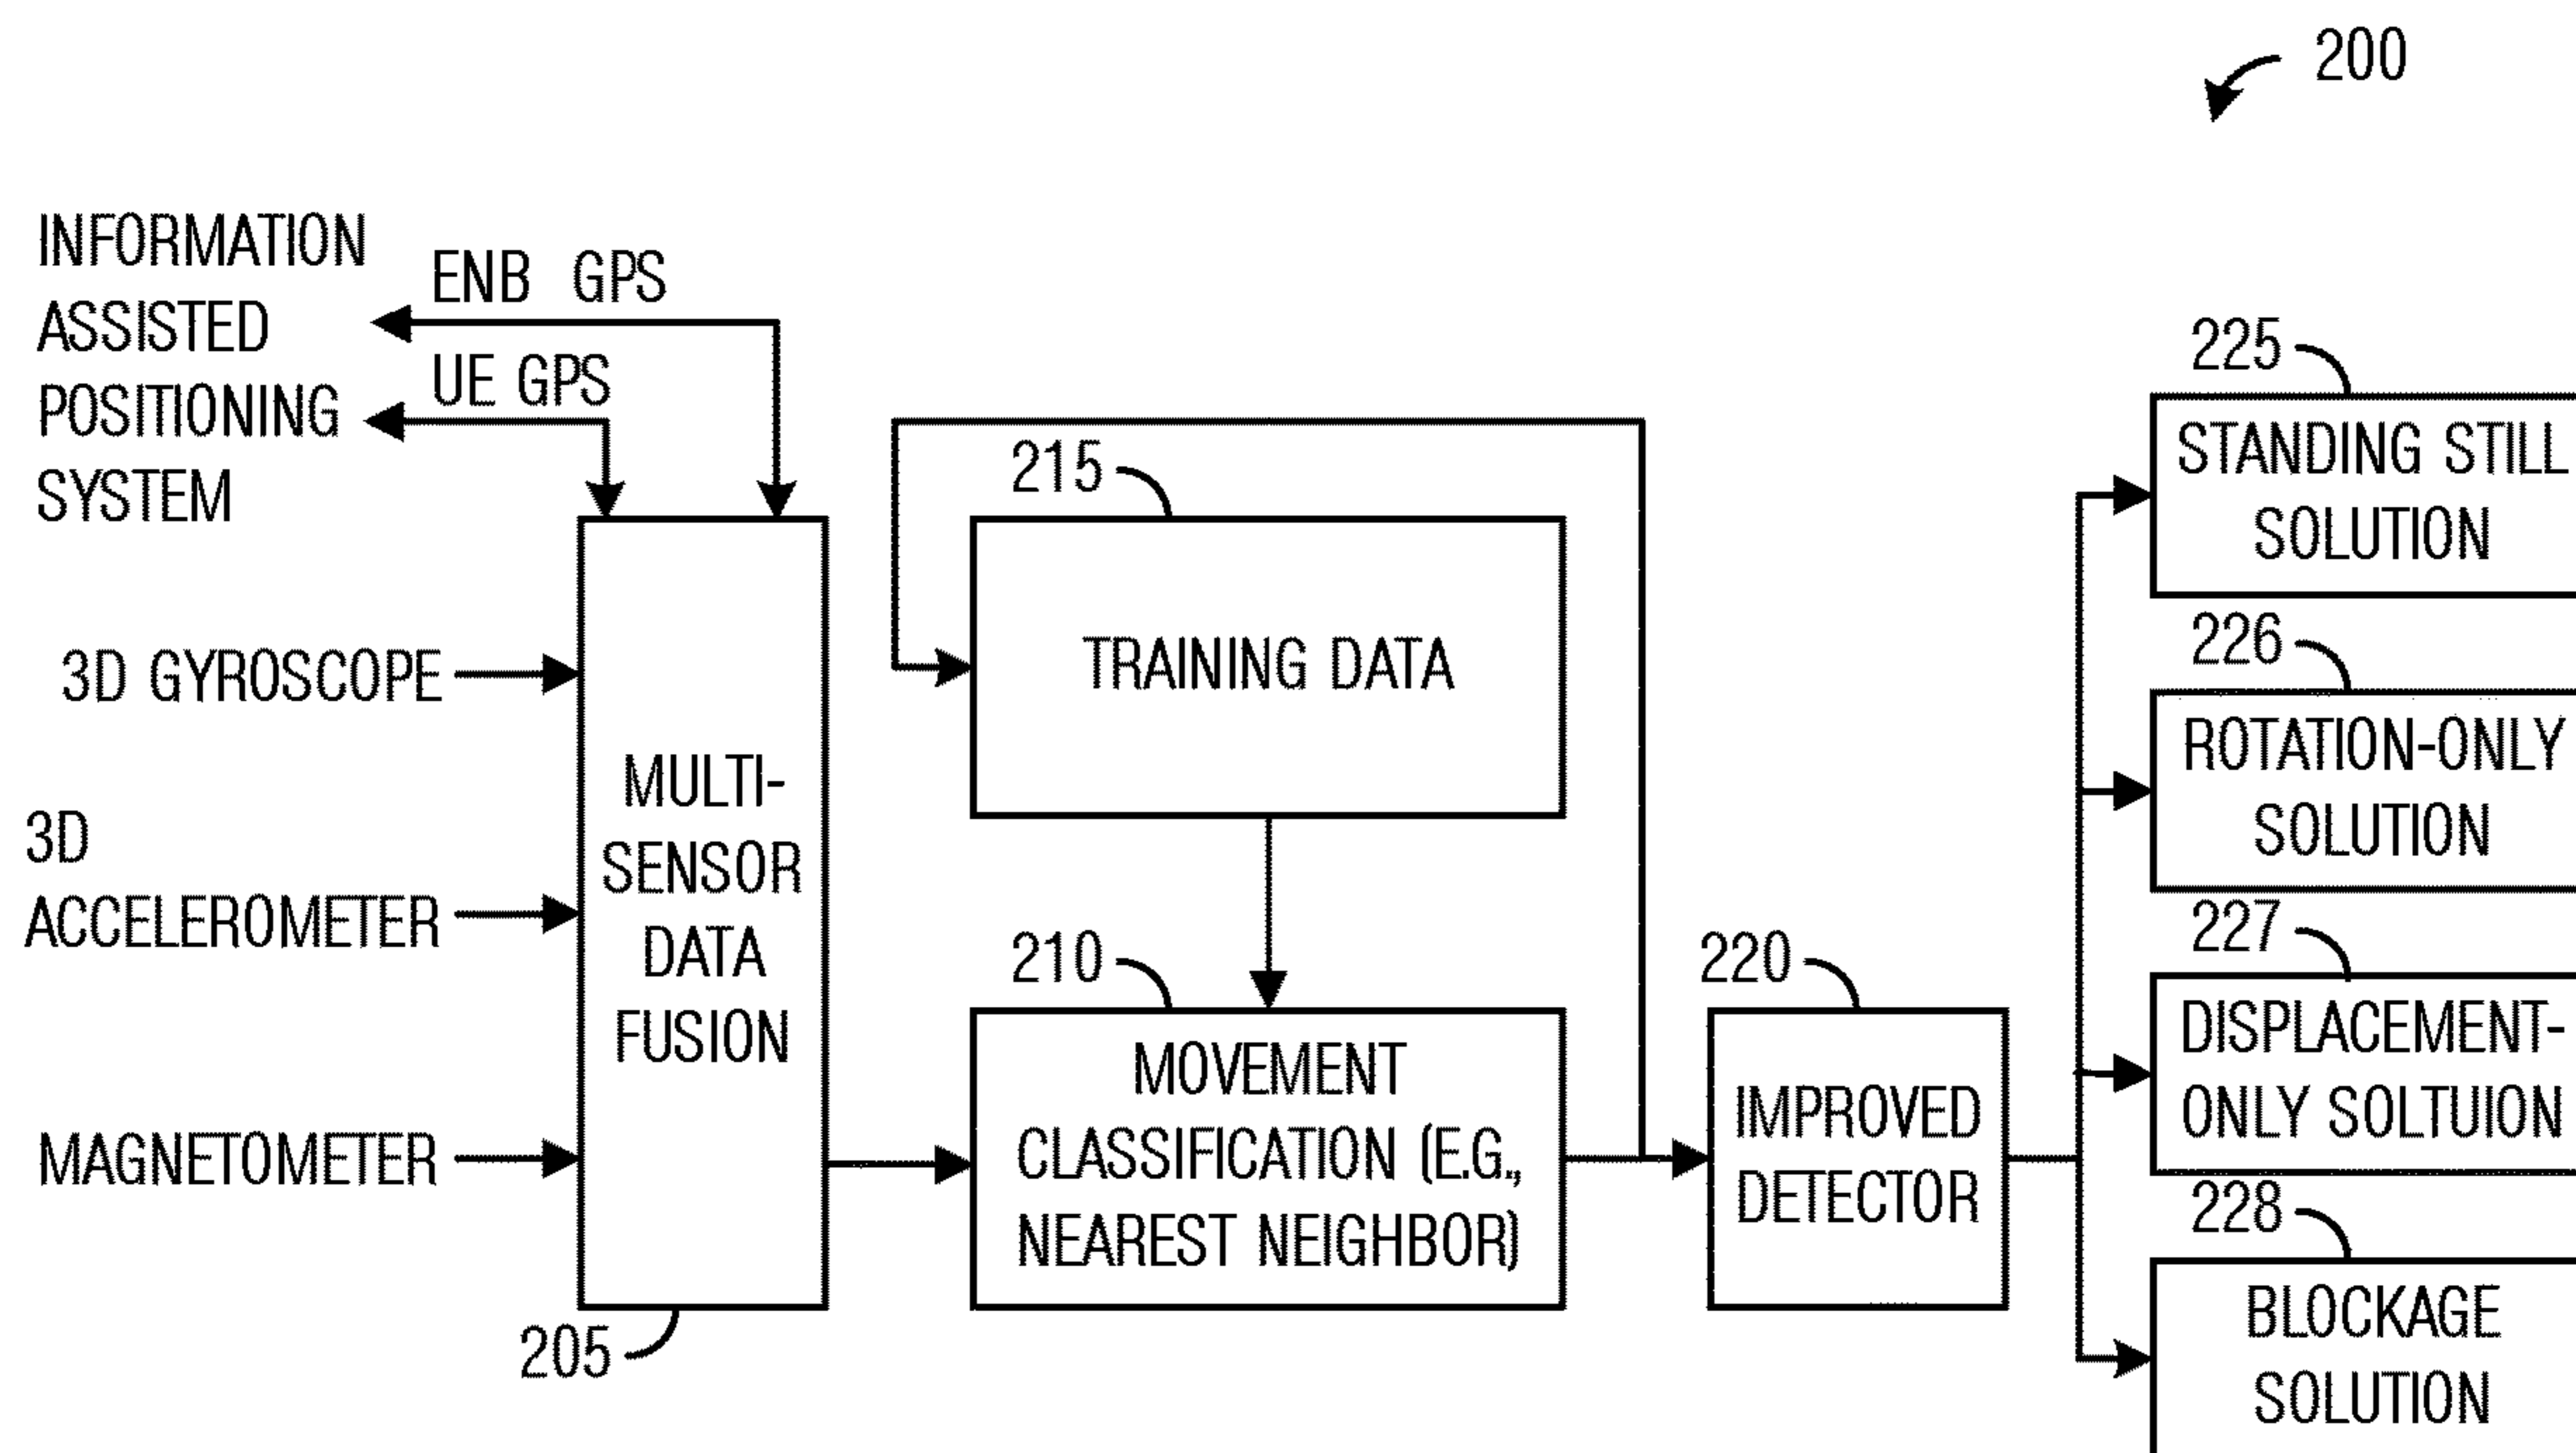 200
INFORMATION
ASSISTED
POSITIONING
SYSTEM
ENB GPS
UE GPS
3D GYROSCOPE
3D
ACCELEROMETER
MAGNETOMETER
MULTI-
SENSOR
DATA
FUSION
205
215
TRAINING DATA
210
MOVEMENT
CLASSIFICATION (E.G.,
NEAREST NEIGHBOR)
220
IMPROVED
DETECTOR
225
STANDING STILL
SOLUTION
226
ROTATION-ONLY
SOLUTION
227
DISPLACEMENT-
ONLY SOLTUION
228
BLOCKAGE
SOLUTION